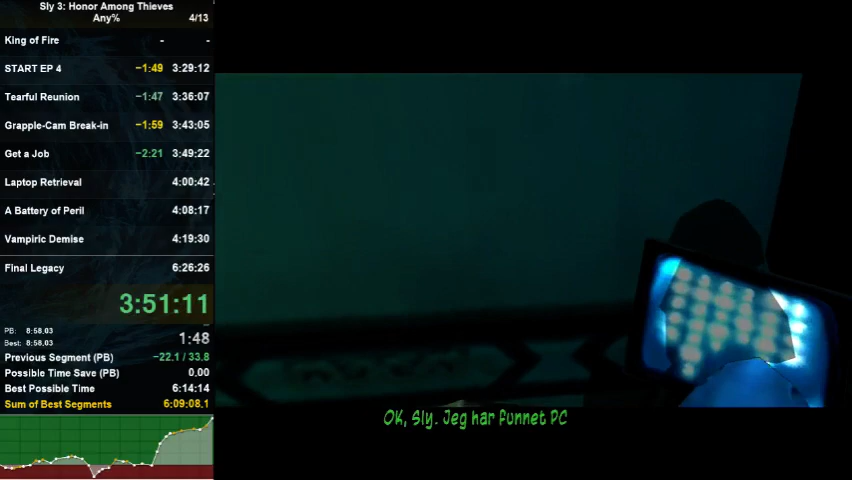 Sly 3: Honor Among Thieves
Any% 4/13
King of Fire - -
START EP 4 −1:49 3:29:12
Tearful Reunion −1:47 3:36:07
Grapple-Cam Break-in −1:59 3:43:05
Get a Job −2:21 3:49:22
Laptop Retrieval 4:00:42
A Battery of Peril 4:08:17
Vampiric Demise 4:19:30
Final Legacy 6:26:26
3:51:11
PB: 8:58.03
Best: 8:58.03
1:48
Previous Segment (PB) −22.1 / 33.8
Possible Time Save (PB) 0.00
Best Possible Time 6:14:14
Sum of Best Segments 6:09:08.1
OK, Sly. Jeg har funnet PC